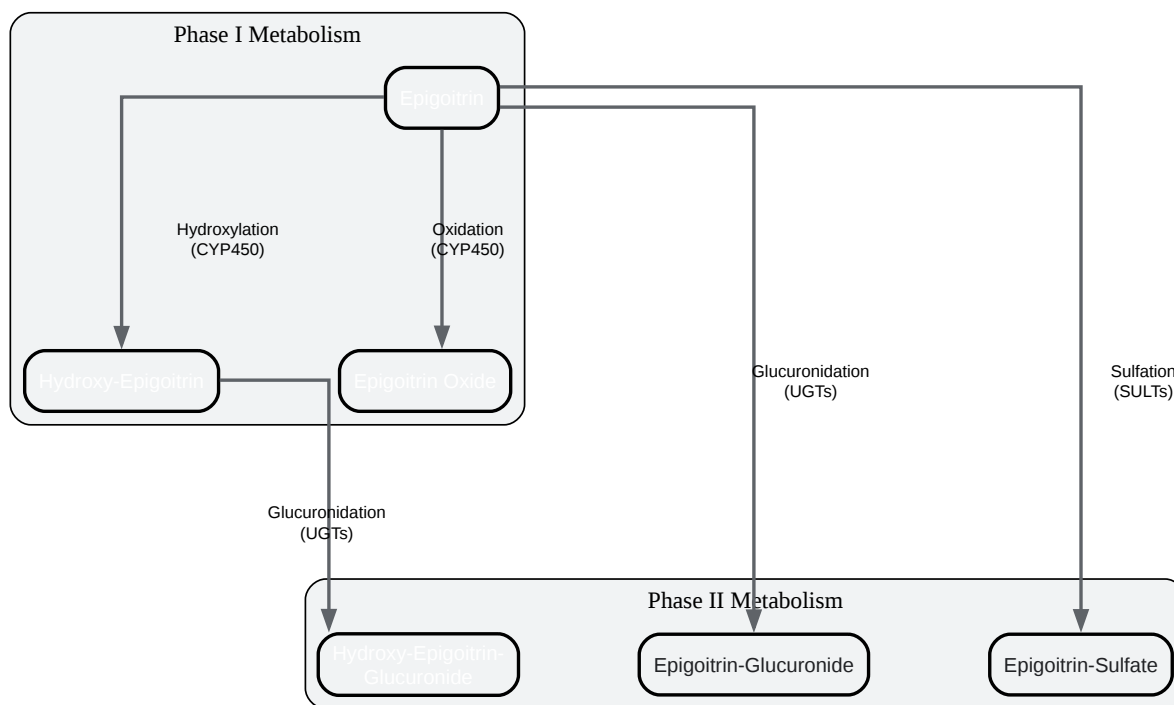 Phase I Metabolism
Epigoitrin
Hydroxylation
(CYP450)
Oxidation
(CYP450)
Hydroxy-Epigoitrin
Epigoitrin Oxide
Glucuronidation
(UGTs)
Sulfation
(SULTs)
Glucuronidation
(UGTs)
Phase II Metabolism
Hydroxy-Epigoitrin-
Glucuronide
Epigoitrin-Glucuronide
Epigoitrin-Sulfate